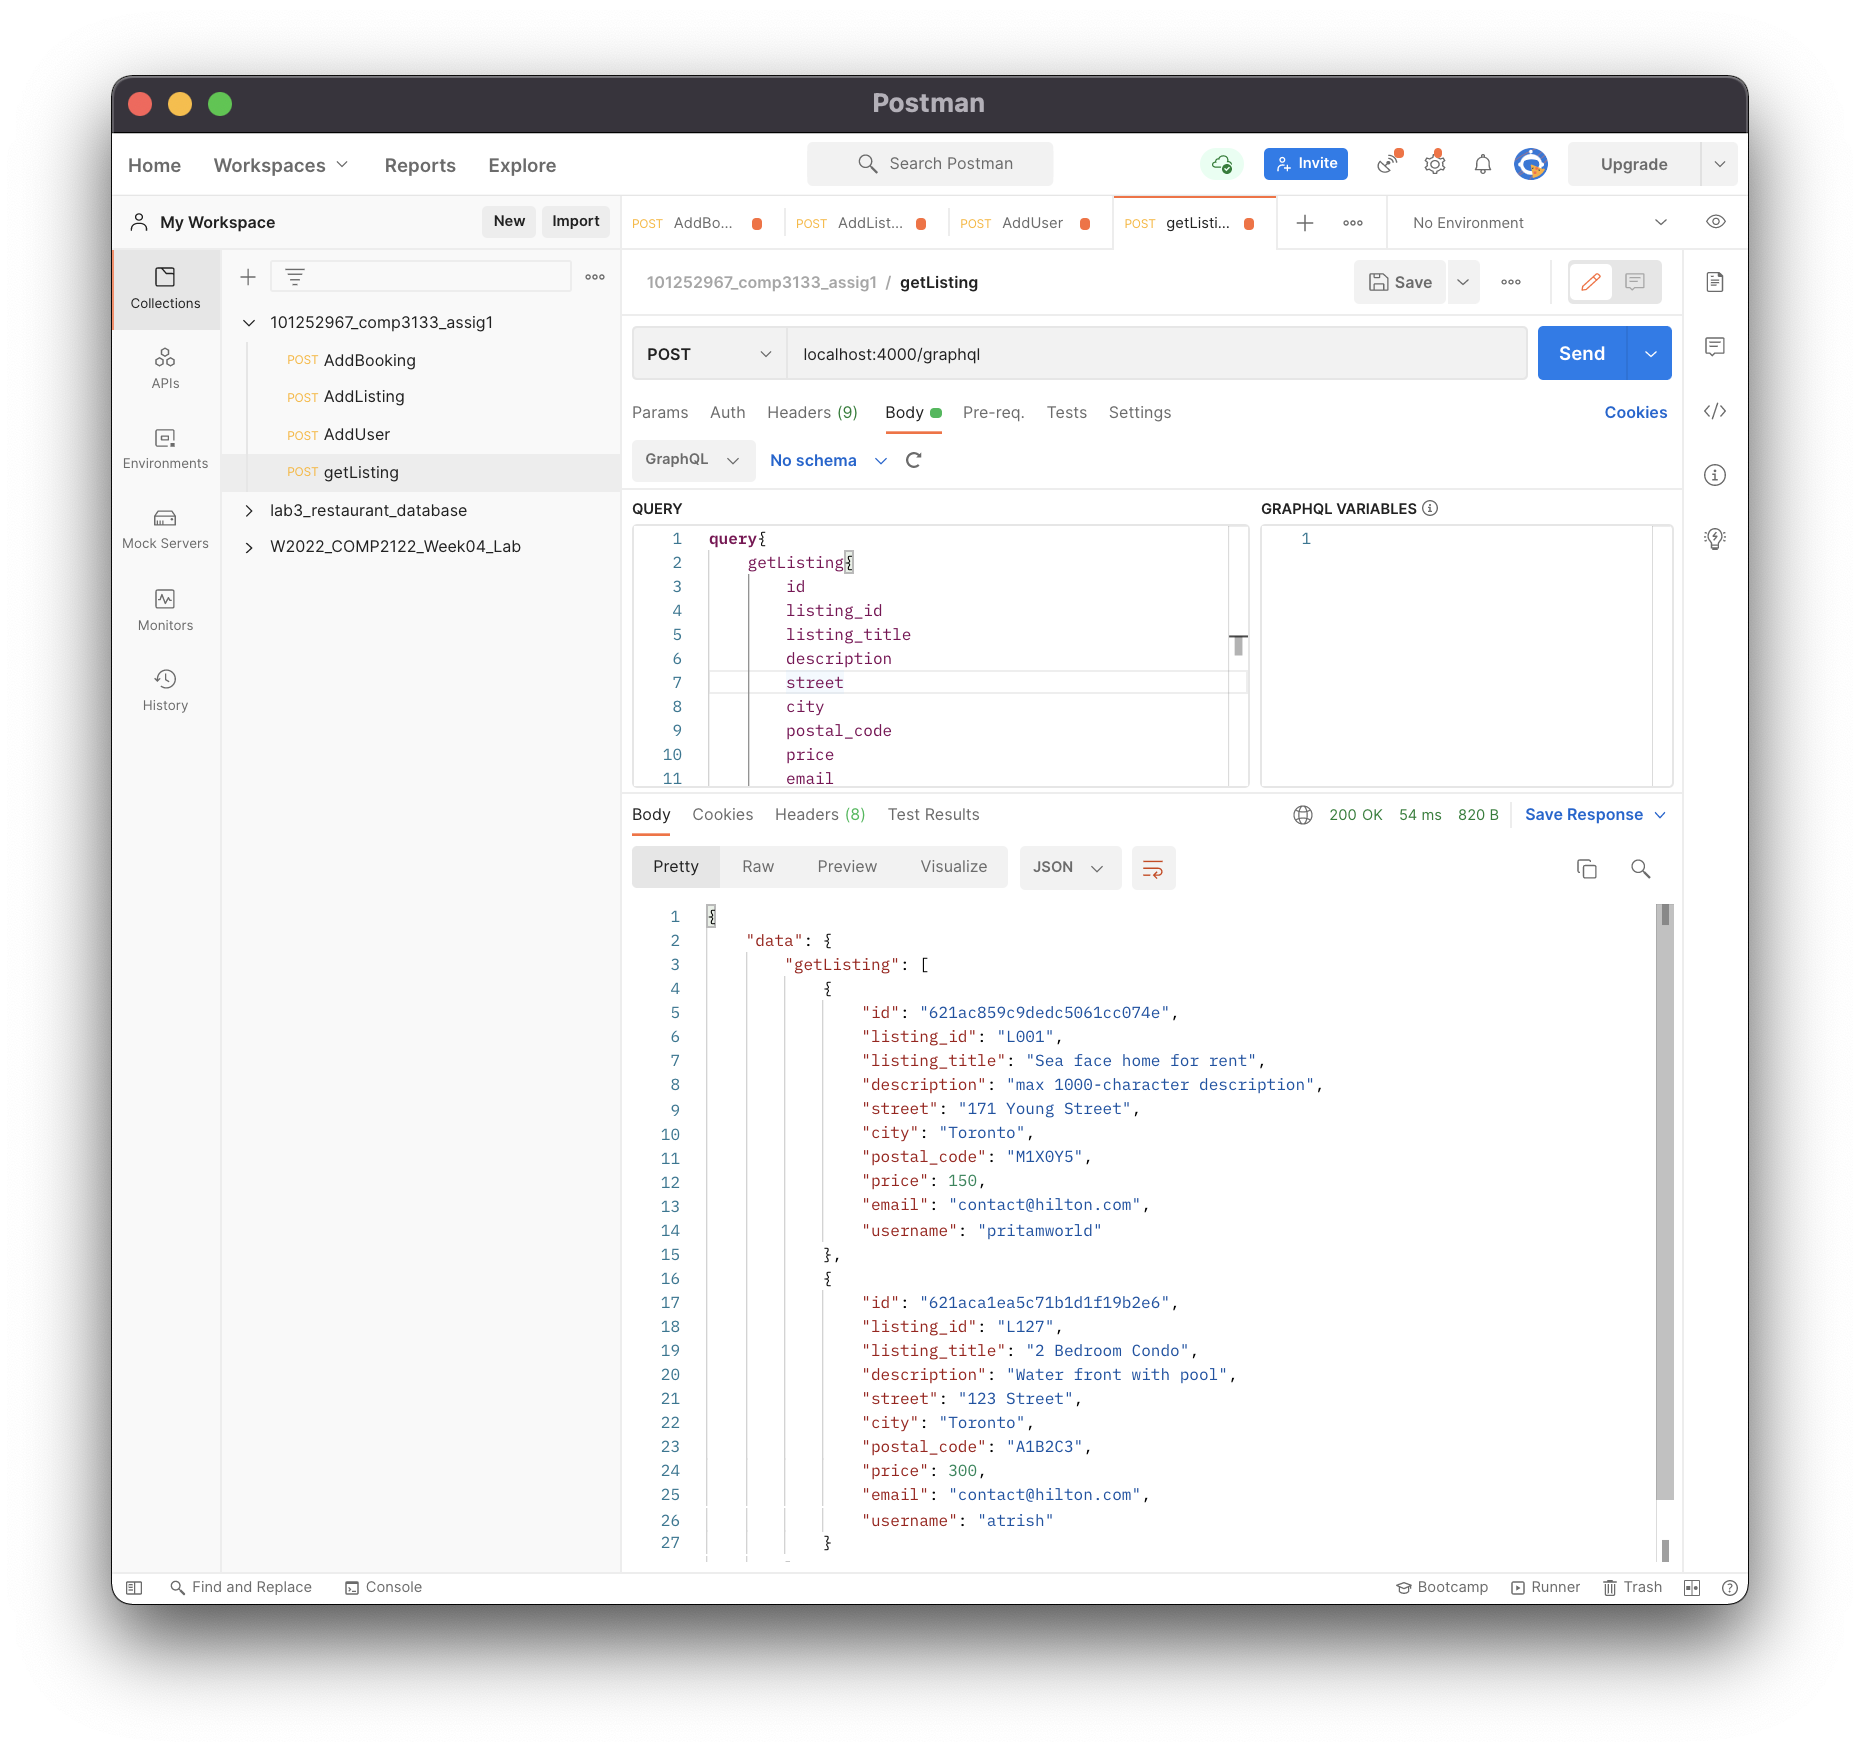 Postman
Home Workspaces Reports Explore Search Postman Invite Upgrade
My Workspace New Import
POST AddBo... POST AddList... POST AddUser POST getListi... No Environment
Collections
APIs
Environments
Mock Servers
Monitors
History
101252967_comp3133_assig1
POST AddBooking
POST AddListing
POST AddUser
POST getListing
lab3_restaurant_database
W2022_COMP2122_Week04_Lab
101252967_comp3133_assig1 / getListing Save
POST localhost:4000/graphql Send
Params Auth Headers (9) Body Pre-req. Tests Settings Cookies
GraphQL No schema
QUERY GRAPHQL VARIABLES
1 query{
2 getListing{
3 id
4 listing_id
5 listing_title
6 description
7 street
8 city
9 postal_code
10 price
11 email
1
Body Cookies Headers (8) Test Results 200 OK 54 ms 820 B Save Response
Pretty Raw Preview Visualize JSON
1 {
2 "data": {
3 "getListing": [
4 {
5 "id": "621ac859c9dedc5061cc074e",
6 "listing_id": "L001",
7 "listing_title": "Sea face home for rent",
8 "description": "max 1000-character description",
9 "street": "171 Young Street",
10 "city": "Toronto",
11 "postal_code": "M1X0Y5",
12 "price": 150,
13 "email": "contact@hilton.com",
14 "username": "pritamworld"
15 },
16 {
17 "id": "621aca1ea5c71b1d1f19b2e6",
18 "listing_id": "L127",
19 "listing_title": "2 Bedroom Condo",
20 "description": "Water front with pool",
21 "street": "123 Street",
22 "city": "Toronto",
23 "postal_code": "A1B2C3",
24 "price": 300,
25 "email": "contact@hilton.com",
26 "username": "atrish"
27 }
Find and Replace Console Bootcamp Runner Trash